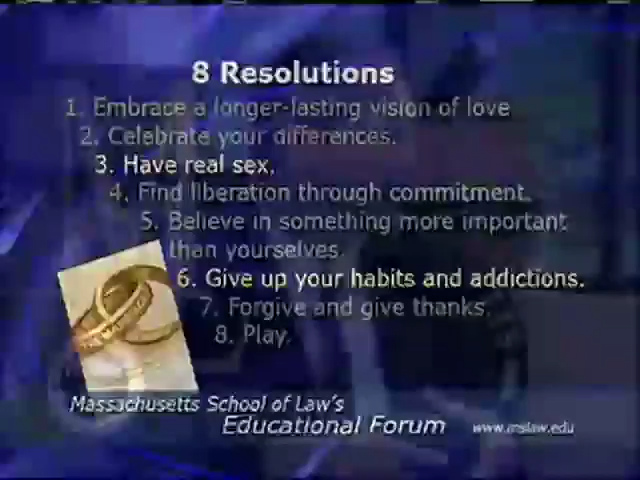 8 Resolutions
1. Embrace a longer-lasting vision of love
2. Celebrate your differences.
3. Have real sex.
4. Find liberation through commitment.
5. Believe in something more important
than yourselves.
6. Give up your habits and addictions.
7. Forgive and give thanks.
8. Play.
Massachusetts School of Law's
Educational Forum www.mslaw.edu